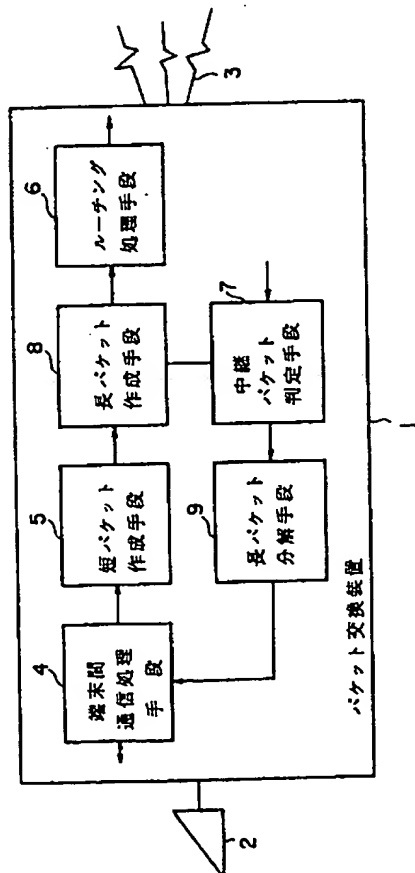 4
端末間
通信処理
手段
5
短パケット
作成手段
8
長パケット
作成手段
6
ルーチング
処理手段
3
7
中継
パケット
判定手段
9
長パケット
分解手段
パケット交換装置
1
2